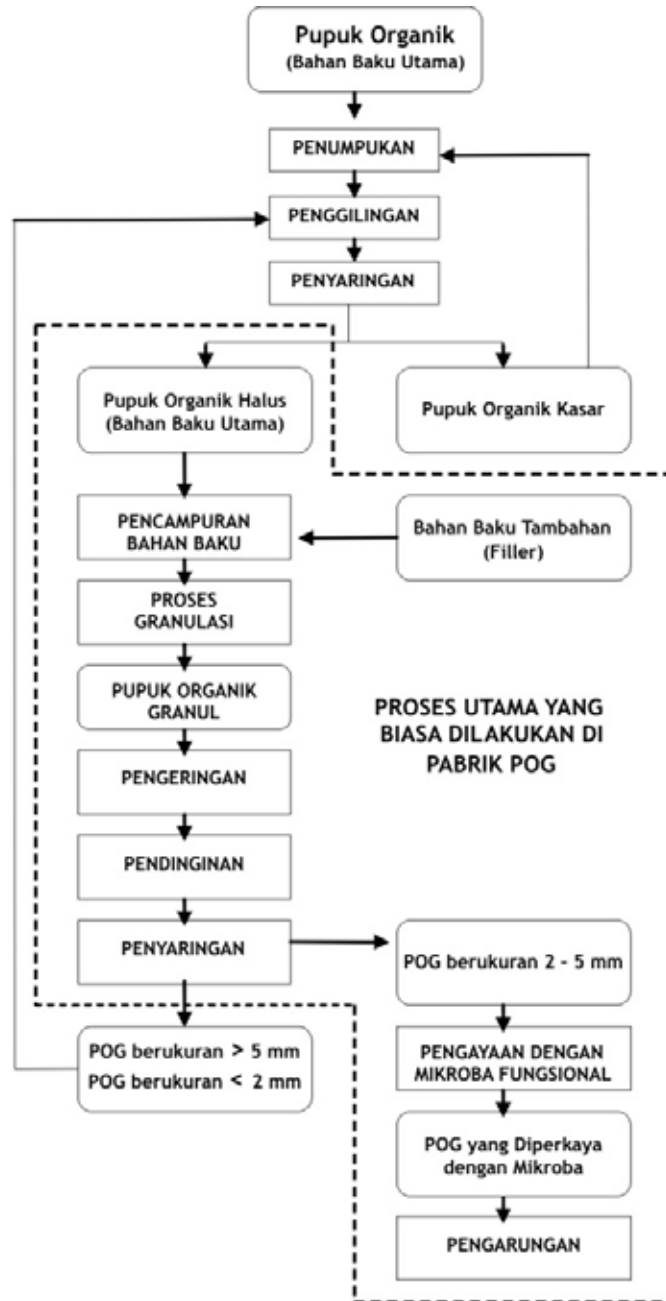 Pupuk Organik
(Bahan Baku Utama)
PENUMPUKAN
PENGGILINGAN
PENYARINGAN
Pupuk Organik Halus
(Bahan Baku Utama)
Pupuk Organik Kasar
PENCAMPURAN
BAHAN BAKU
Bahan Baku Tambahan
(Filler)
PROSES
GRANULASI
PUPUK ORGANIK
GRANUL
PROSES UTAMA YANG
BIASA DILAKUKAN DI
PABRIK POG
PENGERINGAN
PENDINGINAN
PENYARINGAN
POG berukuran 2 - 5 mm
POG berukuran > 5 mm
POG berukuran < 2 mm
PENGAYAAN DENGAN
MIKROBA FUNGSIONAL
POG yang Diperkaya
dengan Mikroba
PENGARUNGAN